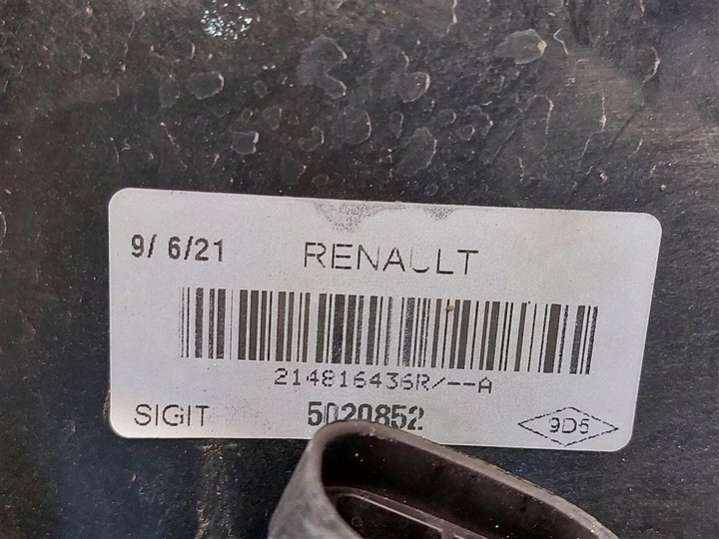 9/ 6/21 RENAULT
214816436R/--A
SIGIT 5020852 9D5